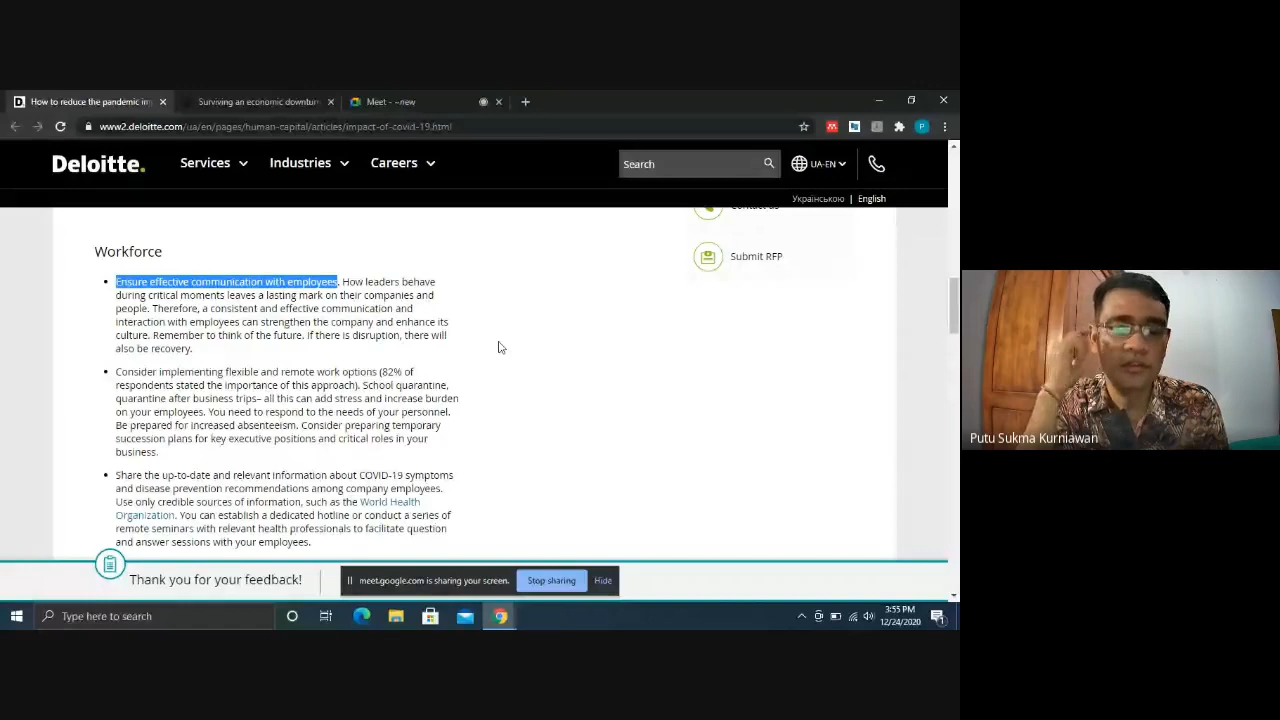 How to reduce the pandemic im
Surviving an economic downturn
Meet - --new
www2.deloitte.com/ua/en/pages/human-capital/articles/impact-of-covid-19.html
P
Deloitte.
Services
Industries
Careers
Search
UA-EN
Українською | English
Contact us
Submit RFP
Workforce
Ensure effective communication with employees. How leaders behave
during critical moments leaves a lasting mark on their companies and
people. Therefore, a consistent and effective communication and
interaction with employees can strengthen the company and enhance its
culture. Remember to think of the future. If there is disruption, there will
also be recovery.
Consider implementing flexible and remote work options (82% of
respondents stated the importance of this approach). School quarantine,
quarantine after business trips– all this can add stress and increase burden
on your employees. You need to respond to the needs of your personnel.
Be prepared for increased absenteeism. Consider preparing temporary
succession plans for key executive positions and critical roles in your
business.
Share the up-to-date and relevant information about COVID-19 symptoms
and disease prevention recommendations among company employees.
Use only credible sources of information, such as the World Health
Organization. You can establish a dedicated hotline or conduct a series of
remote seminars with relevant health professionals to facilitate question
and answer sessions with your employees.
Thank you for your feedback!
meet.google.com is sharing your screen.
Stop sharing
Hide
Type here to search
3:55 PM
12/24/2020
1
Putu Sukma Kurniawan